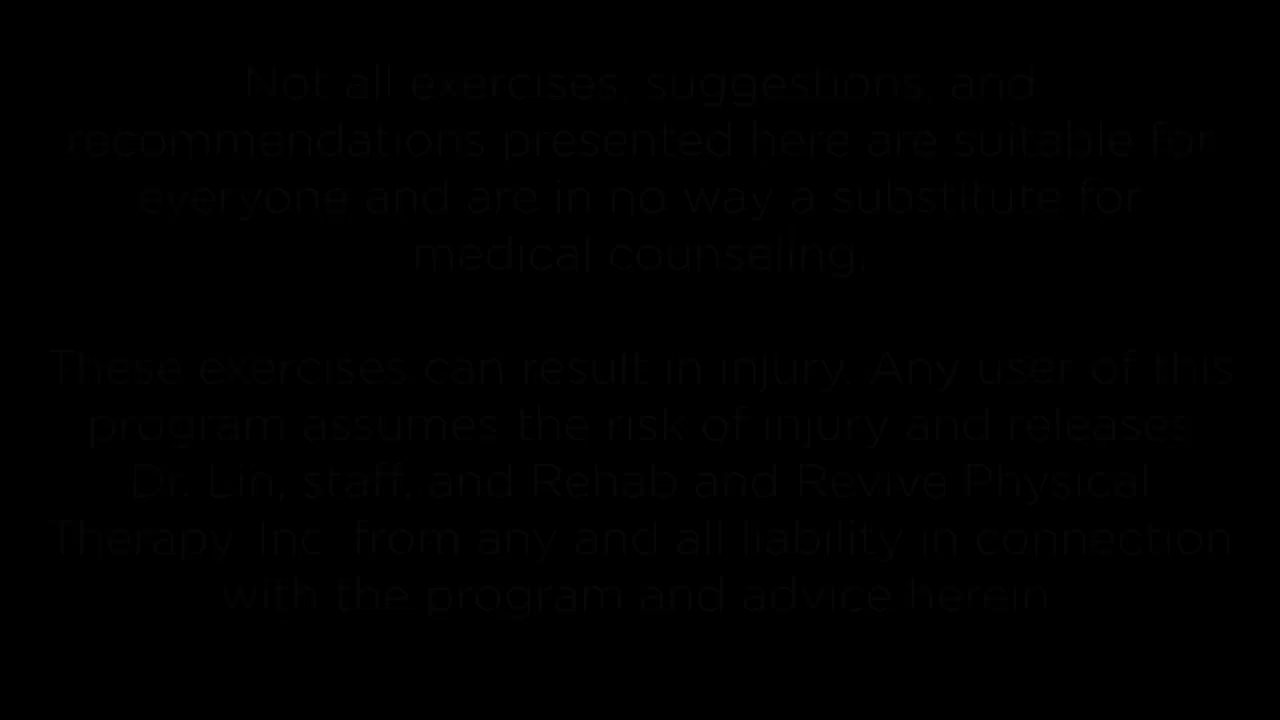 Not all exercises, suggestions, and
recommendations presented here are suitable for
everyone and are in no way a substitute for
medical counseling.
These exercises can result in injury. Any user of this
program assumes the risk of injury and releases
Dr. Lin, staff, and Rehab and Revive Physical
Therapy, Inc. from any and all liability in connection
with the program and advice herein.